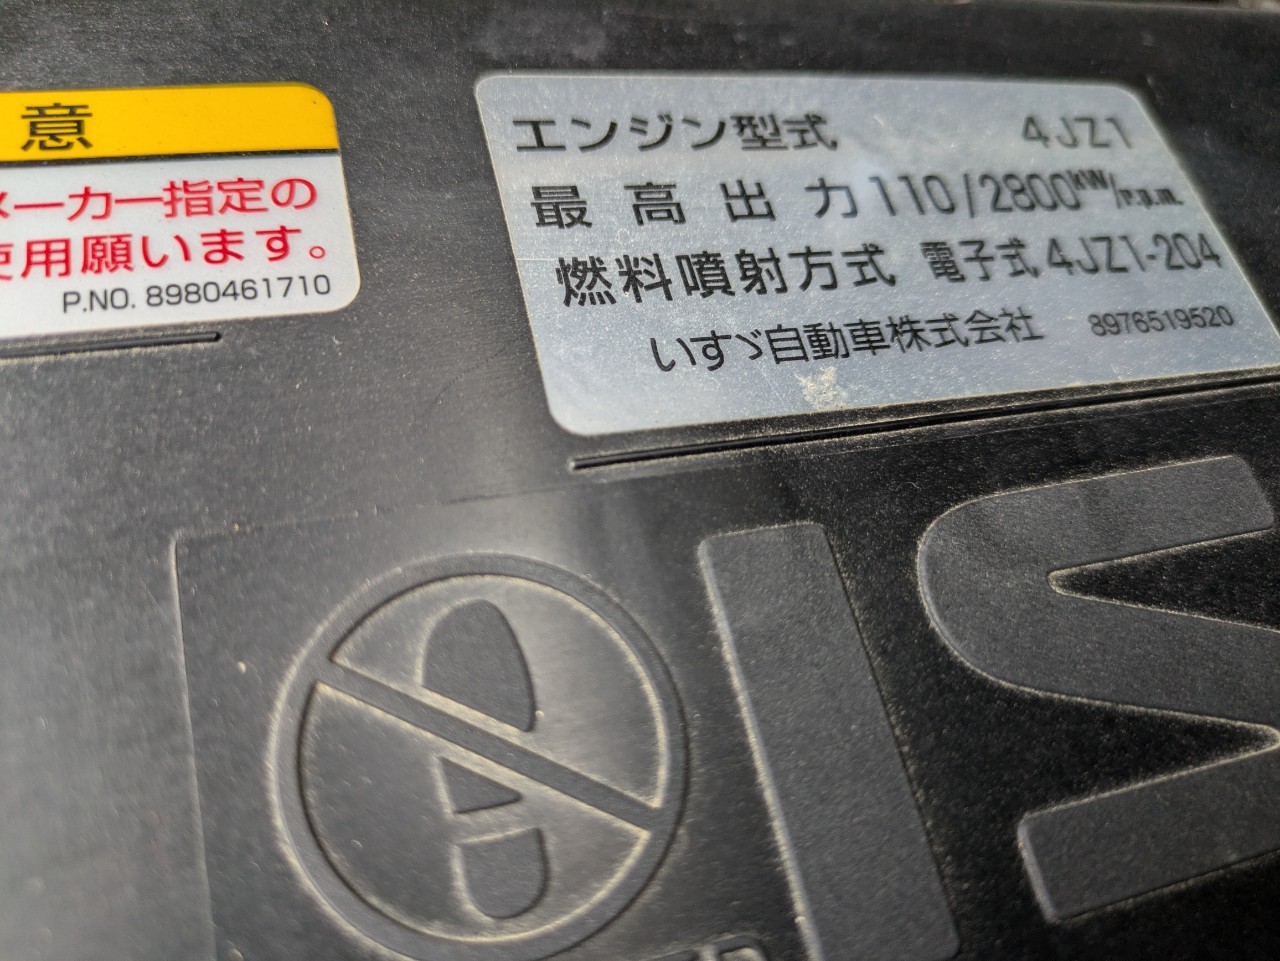 意
メーカー指定の
使用願います。
P.NO. 8980461710
エンジン型式 4JZ1
最高出力 110/2800kW/r.p.m.
燃料噴射方式 電子式 4JZ1-204
いすゞ自動車株式会社 8976519520
IS